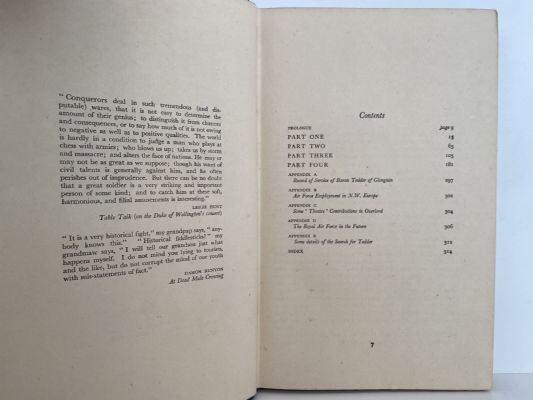 “ Conquerors deal in such tremendous (and dis-
putable) wares, that it is not easy to determine the
amount of their genius; to distinguish it from chances
and consequences, or to say how much of it is not owing
to negative as well as to positive qualities. The world
is hardly in a condition to judge a man who plays at
chess with armies; who blows us up; takes us by storm
and massacre; and alters the face of nations. He may or
may not be as great as we suppose; though his want of
civil talents is generally against him, and he often
perishes out of imprudence. But there can be no doubt
that a great soldier is a very striking and important
person of some kind; and to catch him at these soft,
harmonious, and filial amusements is interesting.”
LEIGH HUNT
Table Talk (on the Duke of Wellington's concert)
“ It is a very historical fight,” my grandpap says, “ any-
body knows this.” “ Historical fiddlesticks! ” my
grandmaw says, “ I will tell our grandson just what
happens myself. I do not mind you lying to tourists,
and the like, but do not corrupt the mind of our youth
with mis-statements of fact.”
DAMON RUNYON
At Dead Mule Crossing
Contents
PROLOGUE page 9
PART ONE 13
PART TWO 65
PART THREE 103
PART FOUR 181
APPENDIX A
Record of Service of Baron Tedder of Glenguin 297
APPENDIX B
Air Force Employment in N.W. Europe 302
APPENDIX C
Some ‘ Theatre ’ Contributions to Overlord 304
APPENDIX D
The Royal Air Force in the Future 306
APPENDIX E
Some details of the Search for Tedder 312
INDEX 314
7